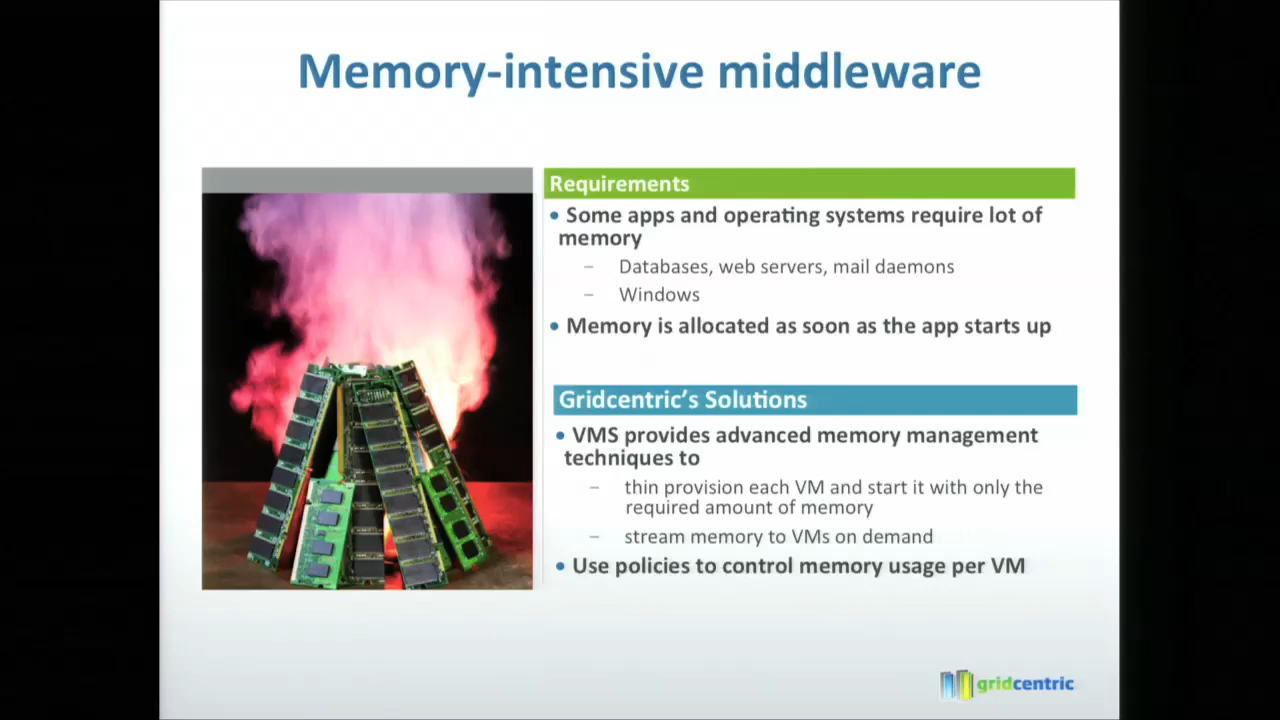 Memory-intensive middleware
Requirements
• Some apps and operating systems require lot of
memory
– Databases, web servers, mail daemons
– Windows
• Memory is allocated as soon as the app starts up
Gridcentric’s Solutions
• VMS provides advanced memory management
techniques to
– thin provision each VM and start it with only the
required amount of memory
– stream memory to VMs on demand
• Use policies to control memory usage per VM
gridcentric